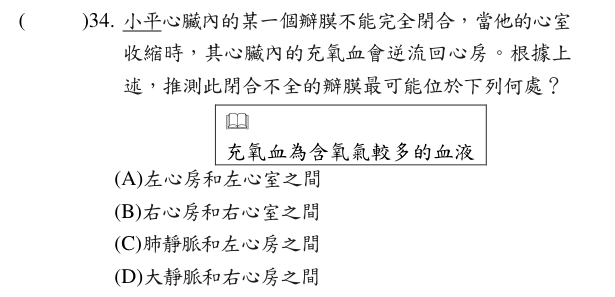 (　　)34. 小平心臟內的某一個瓣膜不能完全閉合，當他的心室
收縮時，其心臟內的充氧血會逆流回心房。根據上
述，推測此閉合不全的瓣膜最可能位於下列何處？
充氧血為含氧氣較多的血液
(A)左心房和左心室之間
(B)右心房和右心室之間
(C)肺靜脈和左心房之間
(D)大靜脈和右心房之間